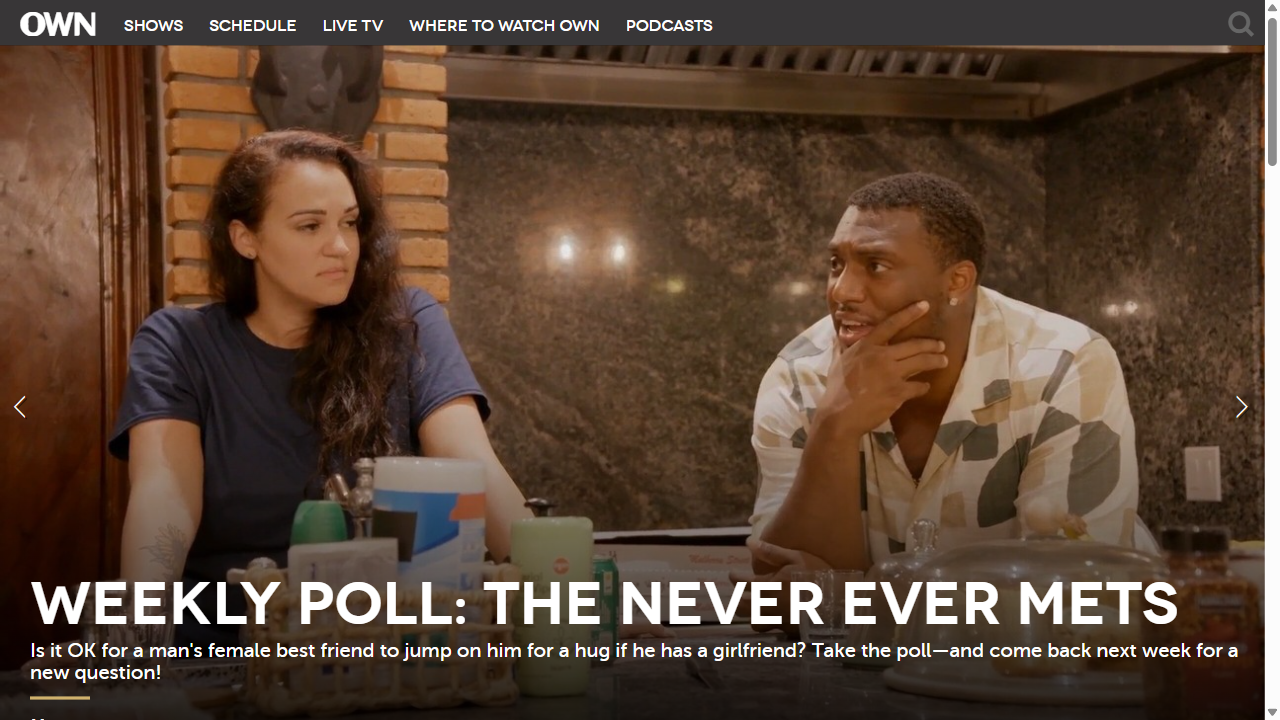 OWN SHOWS SCHEDULE LIVE TV WHERE TO WATCH OWN PODCASTS
WEEKLY POLL: THE NEVER EVER METS
Is it OK for a man's female best friend to jump on him for a hug if he has a girlfriend? Take the poll—and come back next week for a
new question!